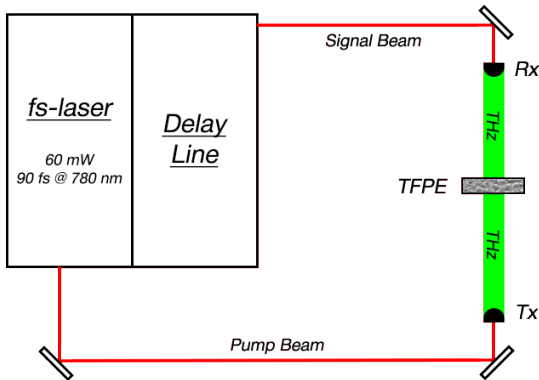 Signal Beam
fs-laser
60 mW
90 fs @ 780 nm
Delay
Line
Rx
THz
TFPE
THz
Tx
Pump Beam